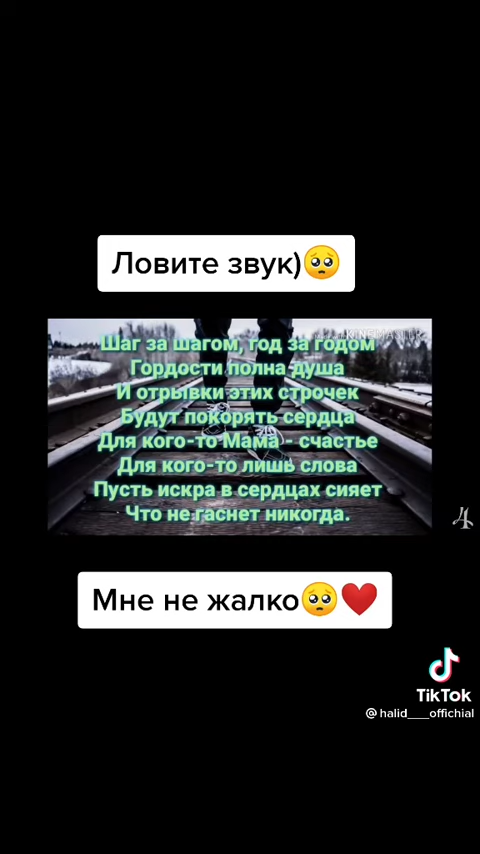 Ловите звук)🥺
KINEMASTER
Шаг за шагом, год за годом
Гордости полна душа
И отрывки этих строчек
Будут покорять сердца
Для кого-то Мама - счастье
Для кого-то лишь слова
Пусть искра в сердцах сияет
Что не гаснет никогда.
Мне не жалко🥺❤️
TikTok
@halid___offichial